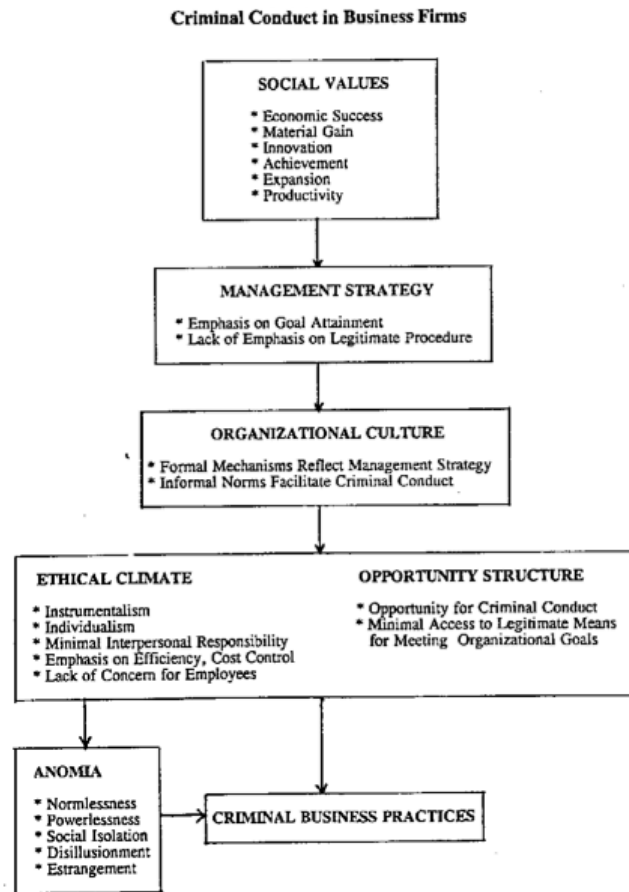 Criminal Conduct in Business Firms
SOCIAL VALUES
* Economic Success
* Material Gain
* Innovation
* Achievement
* Expansion
* Productivity
MANAGEMENT STRATEGY
* Emphasis on Goal Attainment
* Lack of Emphasis on Legitimate Procedure
ORGANIZATIONAL CULTURE
* Formal Mechanisms Reflect Management Strategy
* Informal Norms Facilitate Criminal Conduct
ETHICAL CLIMATE
* Instrumentalism
* Individualism
* Minimal Interpersonal Responsibility
* Emphasis on Efficiency, Cost Control
* Lack of Concern for Employees
OPPORTUNITY STRUCTURE
* Opportunity for Criminal Conduct
* Minimal Access to Legitimate Means
for Meeting Organizational Goals
ANOMIA
* Normlessness
* Powerlessness
* Social Isolation
* Disillusionment
* Estrangement
CRIMINAL BUSINESS PRACTICES